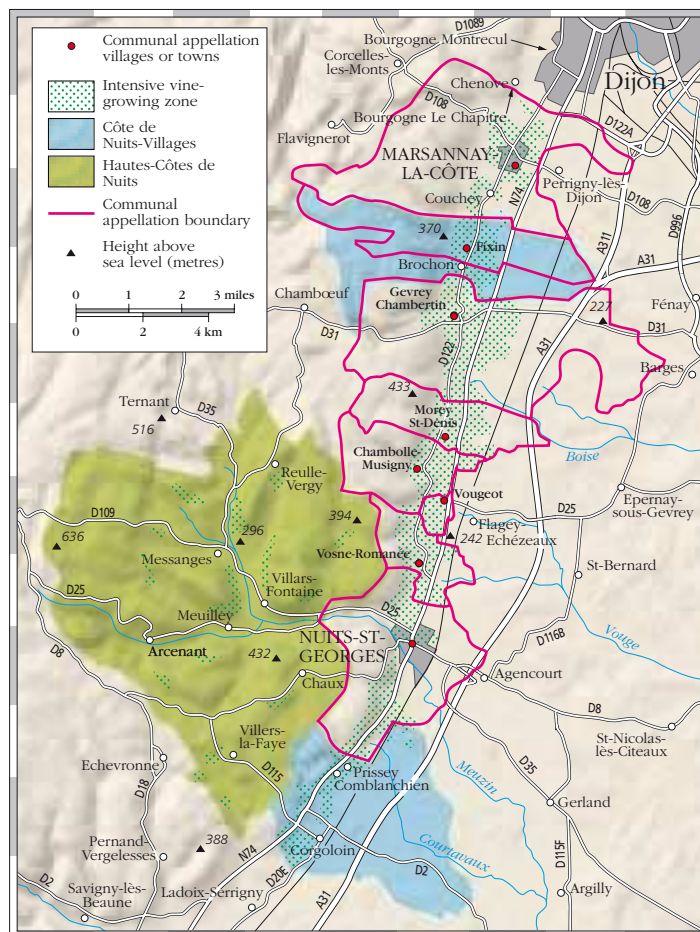 Communal appellation
villages or towns
Intensive vine-
growing zone
Côte de
Nuits-Villages
Hautes-Côtes de
Nuits
Communal
appellation boundary
Height above
sea level (metres)
0 1 2 3 miles
0 2 4 km
D1089
Bourgogne Montrecul
Corcelles-
les-Monts
Dijon
Chenove
D108
Bourgogne Le Chapitre
D122A
Flavignerot
MARSANNAY-
LA-CÔTE
Perrigny-lès-
Dijon
D108
Couchey
N74
D996
A311
370
Fixin
A31
Brochon
Gevrey
Chambertin
227
Fénay
Chambœuf
D31
D31
D122
A31
Barges
433
Ternant
D35
516
Morey
St-Denis
Boise
Chambolle-
Musigny
Reulle-
Vergy
Vougeot
Epernay-
sous-Gevrey
D109
394
D25
636
296
Flagey-
Echézeaux
242
Messanges
Vosne-Romanée
St-Bernard
D25
Villars-
Fontaine
D25
Meuilley
Vouge
D116B
Arcenant
NUITS-ST-
GEORGES
D8
432
Chaux
Agencourt
D8
St-Nicolas-
lès-Cîteaux
Villers-
la-Faye
Echevronne
D115
Prissey
Comblanchien
Meuzin
D35
D18
Gerland
388
Corgoloin
Courtavaux
Pernand-
Vergelesses
N74
D2
D115F
D2
D20E
Savigny-lès-
Beaune
Ladoix-Serrigny
A31
Argilly